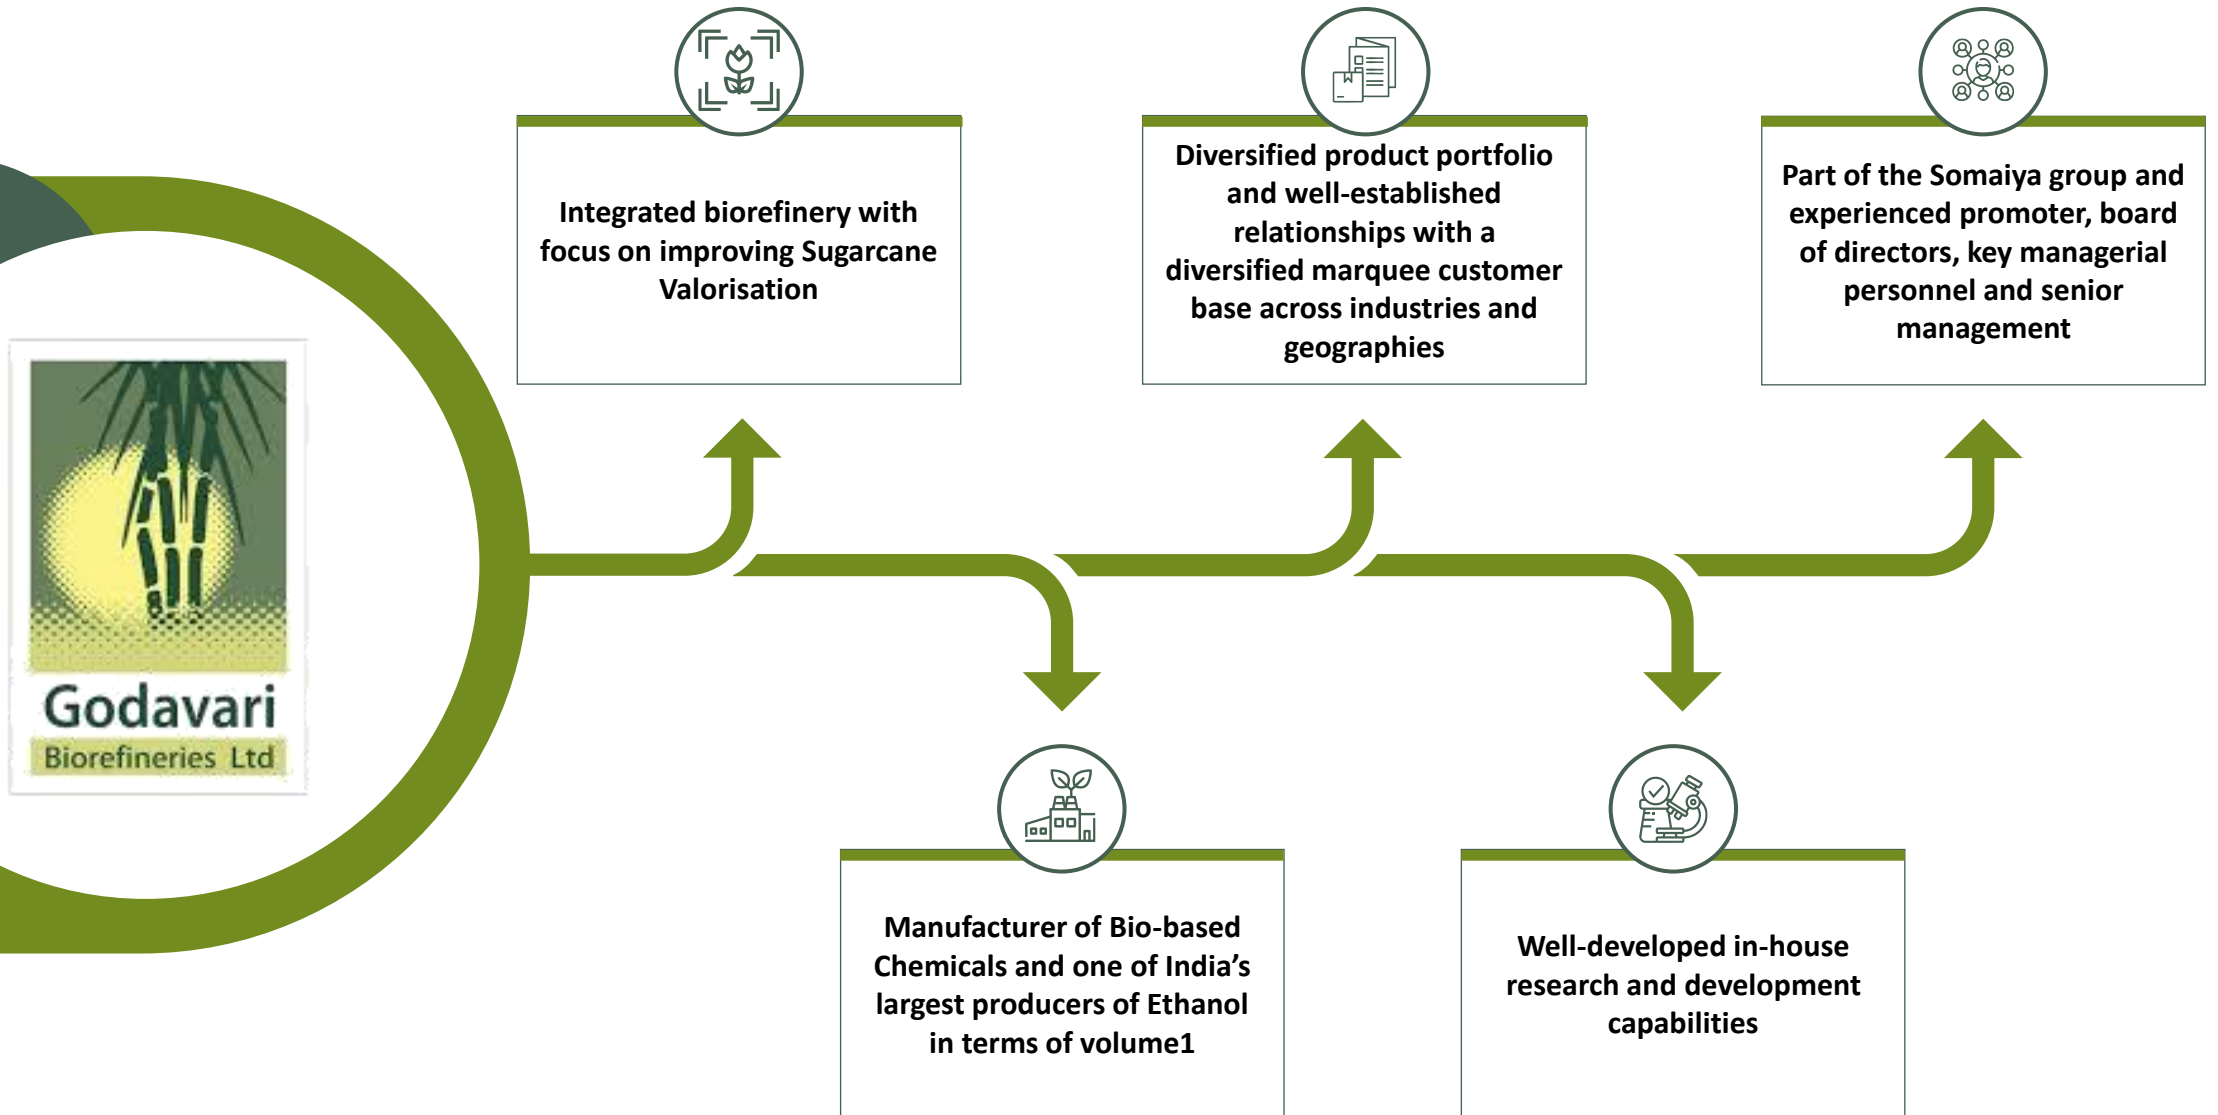 Integrated biorefinery with
focus on improving Sugarcane
Valorisation
Diversified product portfolio
and well-established
relationships with a
diversified marquee customer
base across industries and
geographies
Part of the Somaiya group and
experienced promoter, board
of directors, key managerial
personnel and senior
management
Godavari
Biorefineries Ltd
Manufacturer of Bio-based
Chemicals and one of India’s
largest producers of Ethanol
in terms of volume1
Well-developed in-house
research and development
capabilities